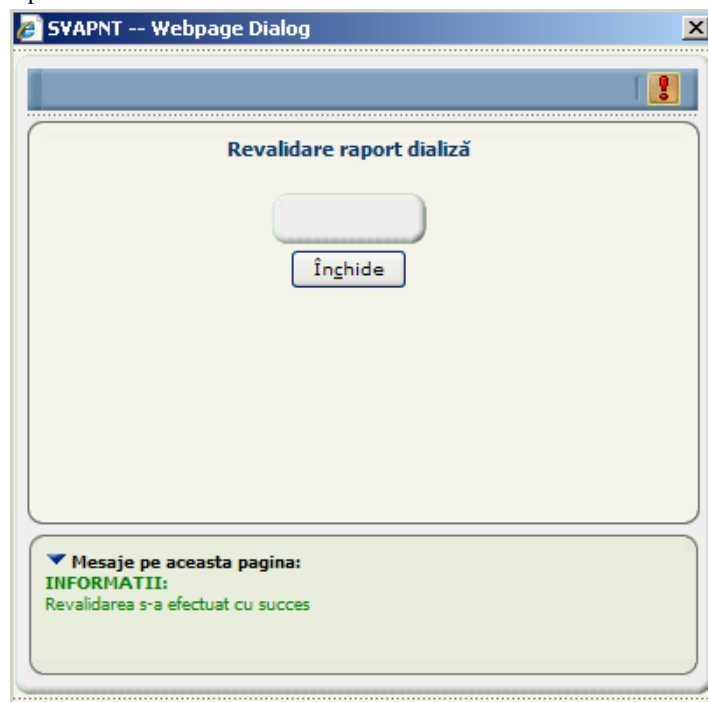 SVAPNT -- Webpage Dialog
Revalidare raport dializă
Închide
Mesaje pe aceasta pagina:
INFORMATII:
Revalidarea s-a efectuat cu succes